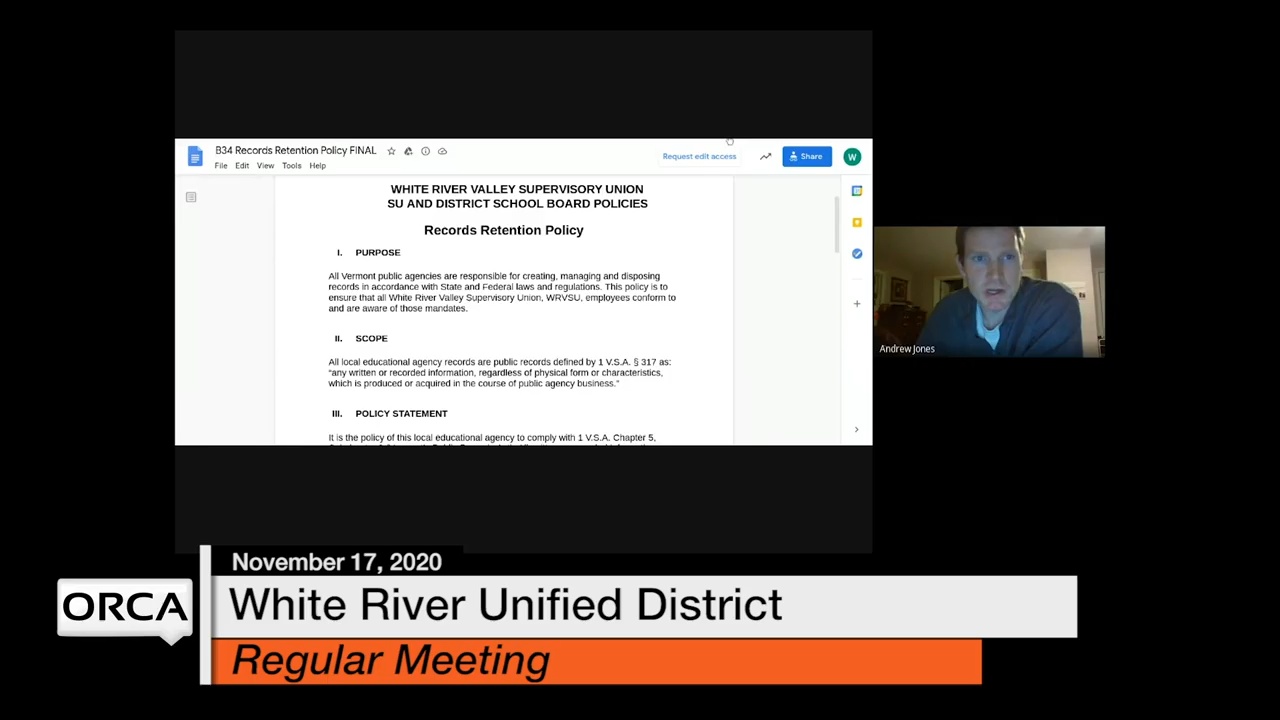 B34 Records Retention Policy FINAL
File Edit View Tools Help
Request edit access
Share
W
WHITE RIVER VALLEY SUPERVISORY UNION
SU AND DISTRICT SCHOOL BOARD POLICIES
Records Retention Policy
I. PURPOSE
All Vermont public agencies are responsible for creating, managing and disposing
records in accordance with State and Federal laws and regulations. This policy is to
ensure that all White River Valley Supervisory Union, WRVSU, employees conform to
and are aware of those mandates.
II. SCOPE
All local educational agency records are public records defined by 1 V.S.A. § 317 as:
“any written or recorded information, regardless of physical form or characteristics,
which is produced or acquired in the course of public agency business.”
III. POLICY STATEMENT
It is the policy of this local educational agency to comply with 1 V.S.A. Chapter 5,
Andrew Jones
November 17, 2020
ORCA
White River Unified District
Regular Meeting